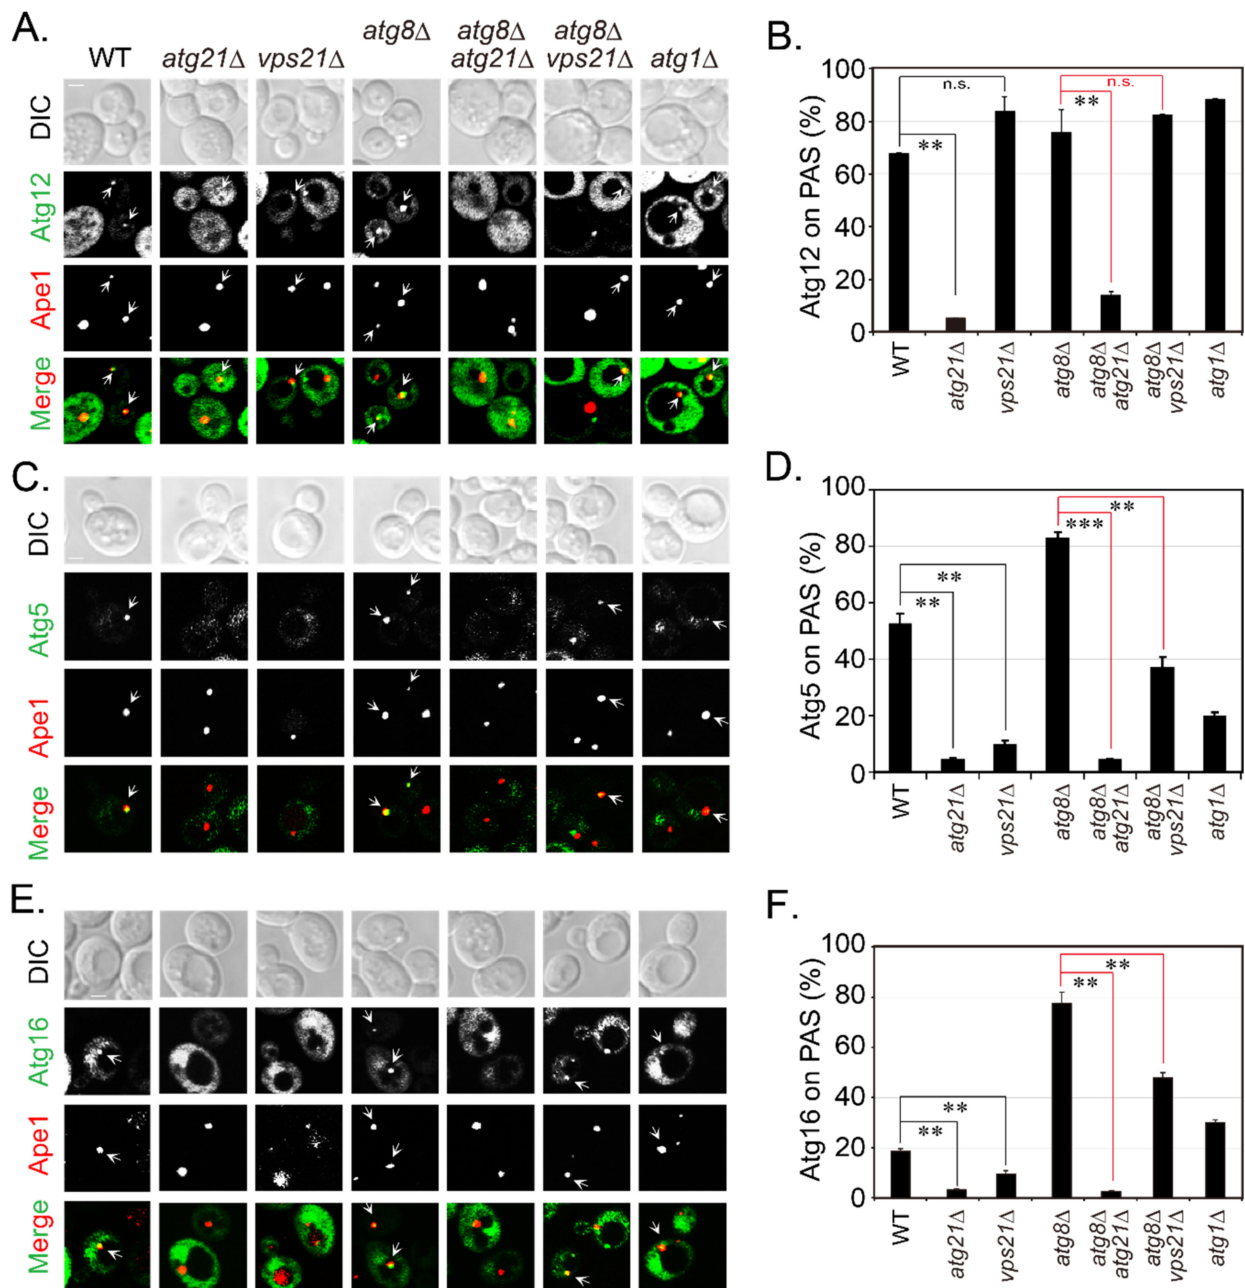 A.
WT
atg21Δ
vps21Δ
atg8Δ
atg8Δ
atg21Δ
atg8Δ
vps21Δ
atg1Δ
DIC
Atg12
Ape1
Merge
B.
Atg12 on PAS (%)
100
80
60
40
20
0
n.s.
**
n.s.
**
WT
atg21Δ
vps21Δ
atg8Δ
atg8Δ
atg21Δ
atg8Δ
vps21Δ
atg1Δ
C.
DIC
Atg5
Ape1
Merge
D.
Atg5 on PAS (%)
100
80
60
40
20
0
**
**
**
***
WT
atg21Δ
vps21Δ
atg8Δ
atg8Δ
atg21Δ
atg8Δ
vps21Δ
atg1Δ
E.
DIC
Atg16
Ape1
Merge
F.
Atg16 on PAS (%)
100
80
60
40
20
0
**
**
**
**
WT
atg21Δ
vps21Δ
atg8Δ
atg8Δ
atg21Δ
atg8Δ
vps21Δ
atg1Δ